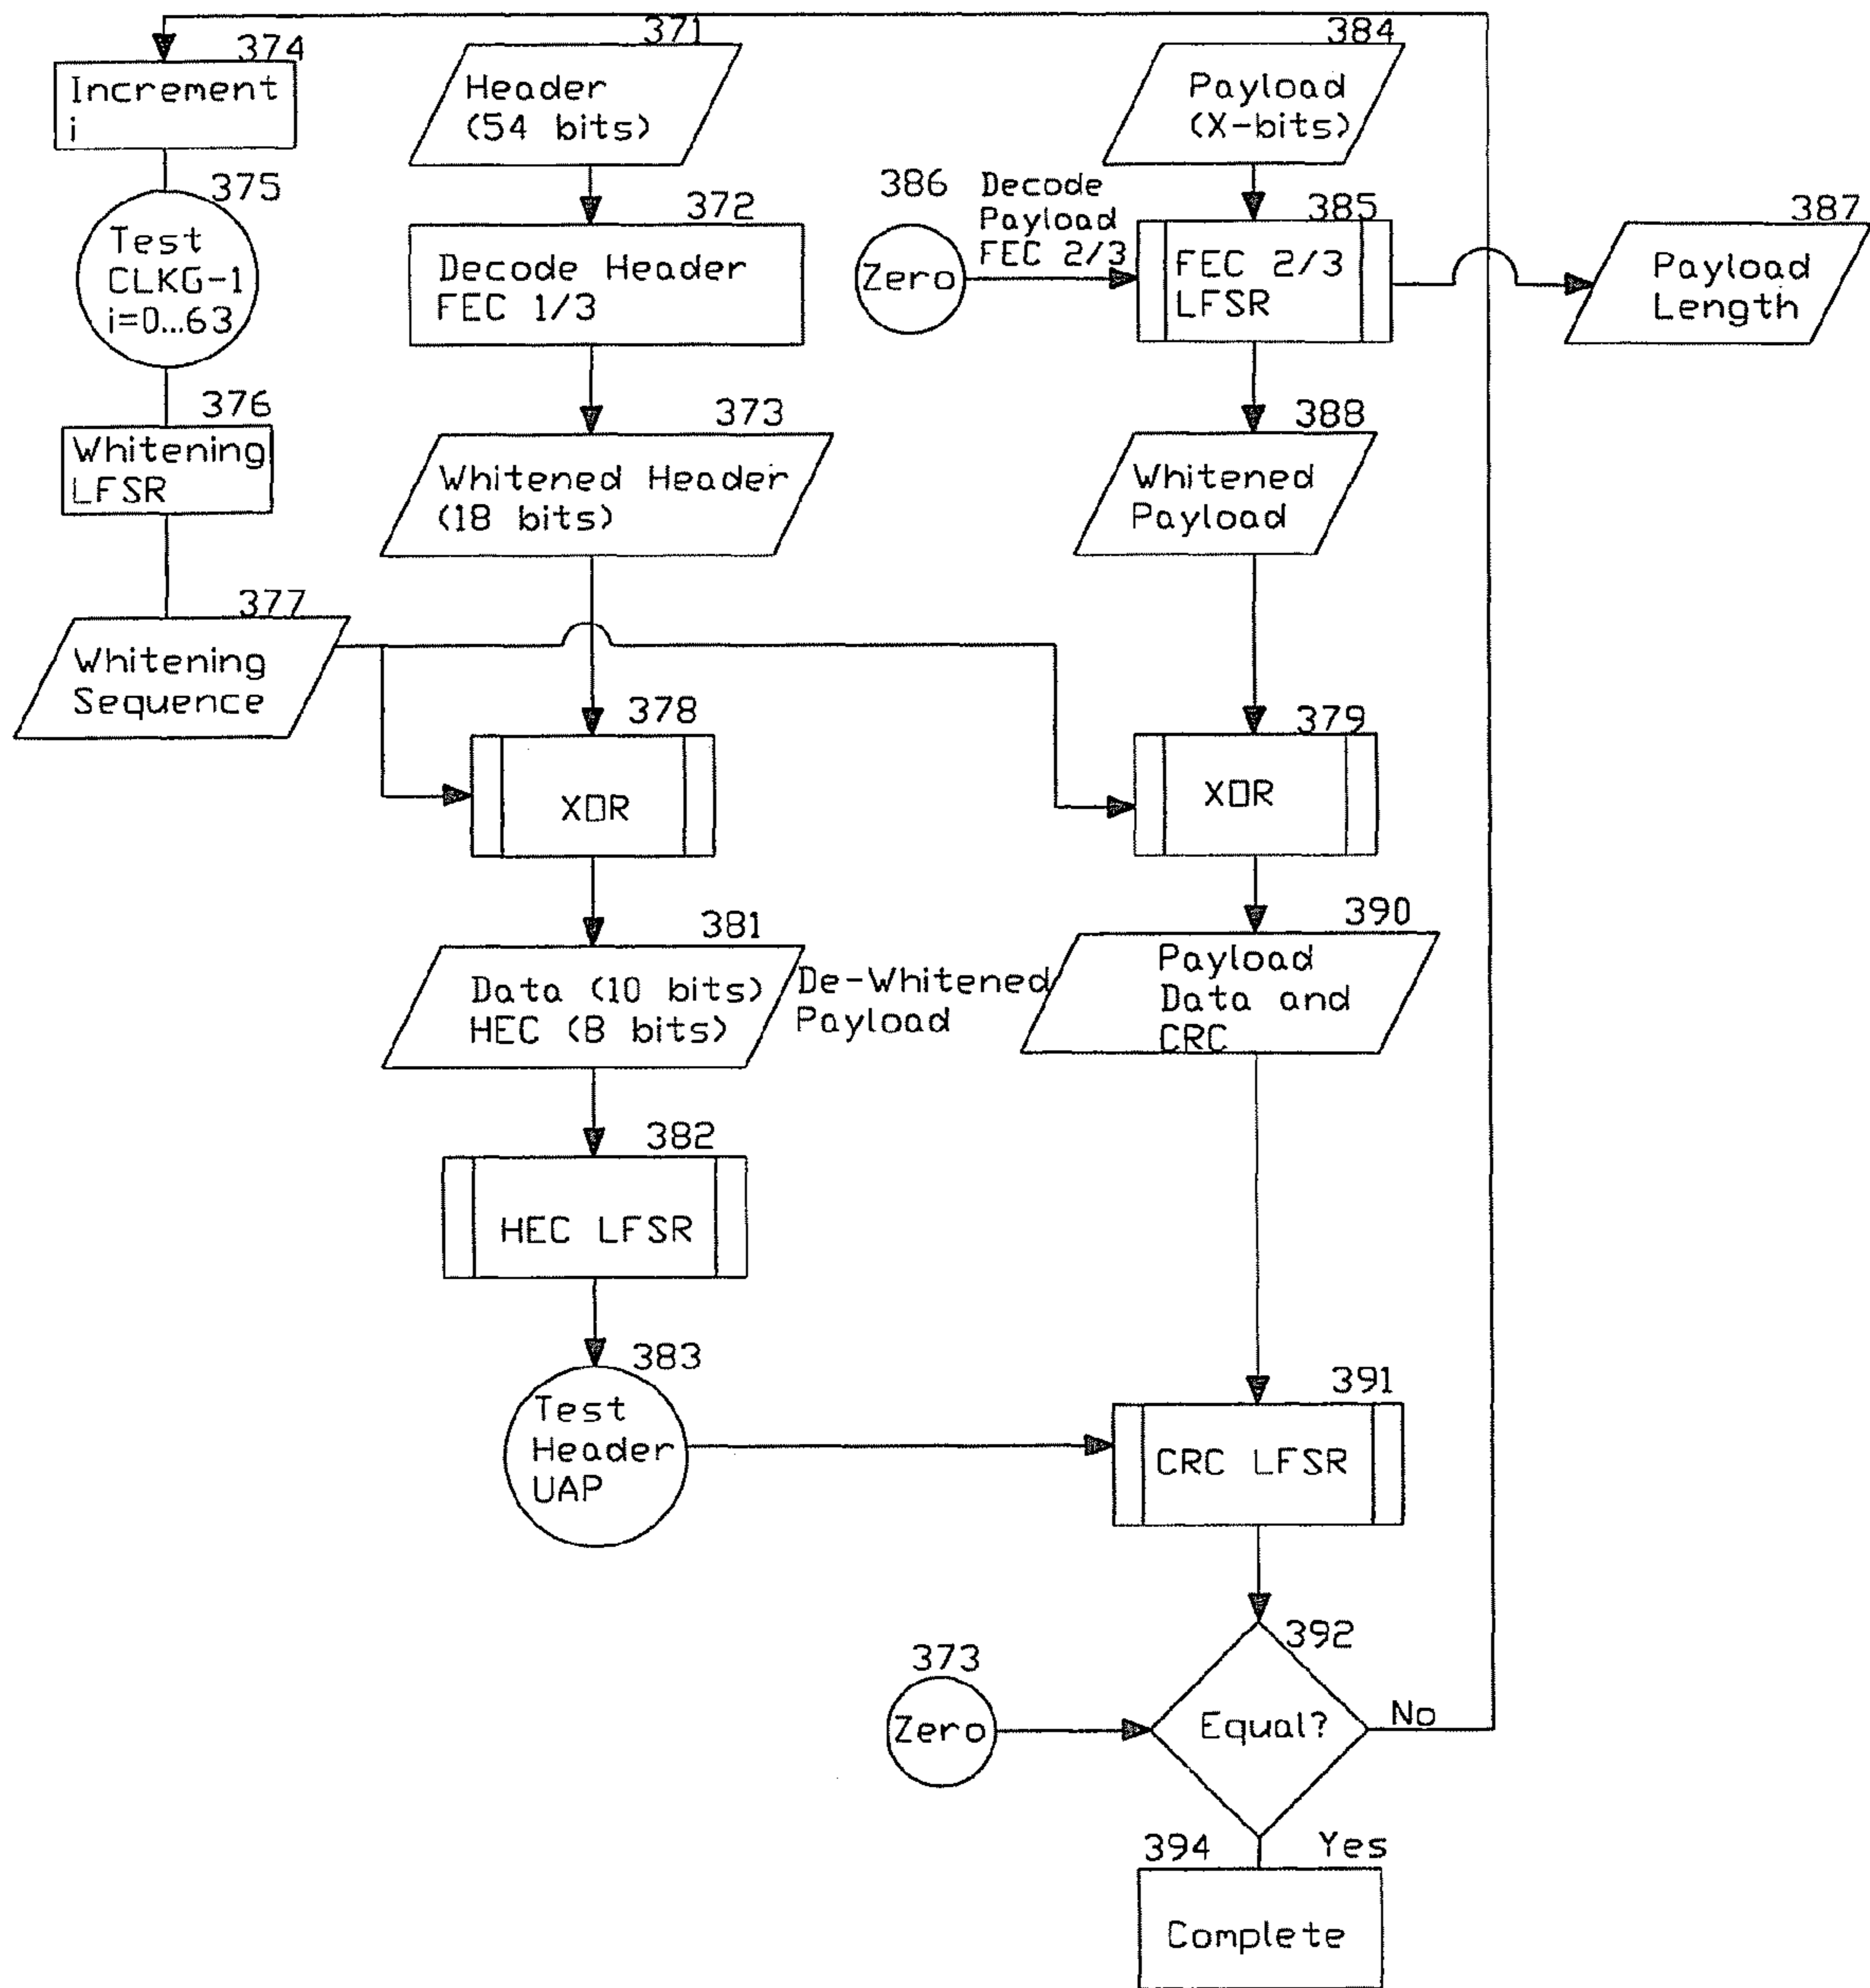 374
Increment
i
375
Test
CLKG-1
i=0...63
376
Whitening
LFSR
377
Whitening
Sequence
371
Header
(54 bits)
372
Decode Header
FEC 1/3
373
Whitened Header
(18 bits)
378
XOR
381
Data (10 bits)
HEC (8 bits)
382
HEC LFSR
383
Test
Header
UAP
384
Payload
(X-bits)
386
Zero
Decode
Payload
FEC 2/3
385
FEC 2/3
LFSR
387
Payload
Length
388
Whitened
Payload
379
XOR
De-Whitened
Payload
390
Payload
Data and
CRC
391
CRC LFSR
373
Zero
392
Equal?
No
Yes
394
Complete